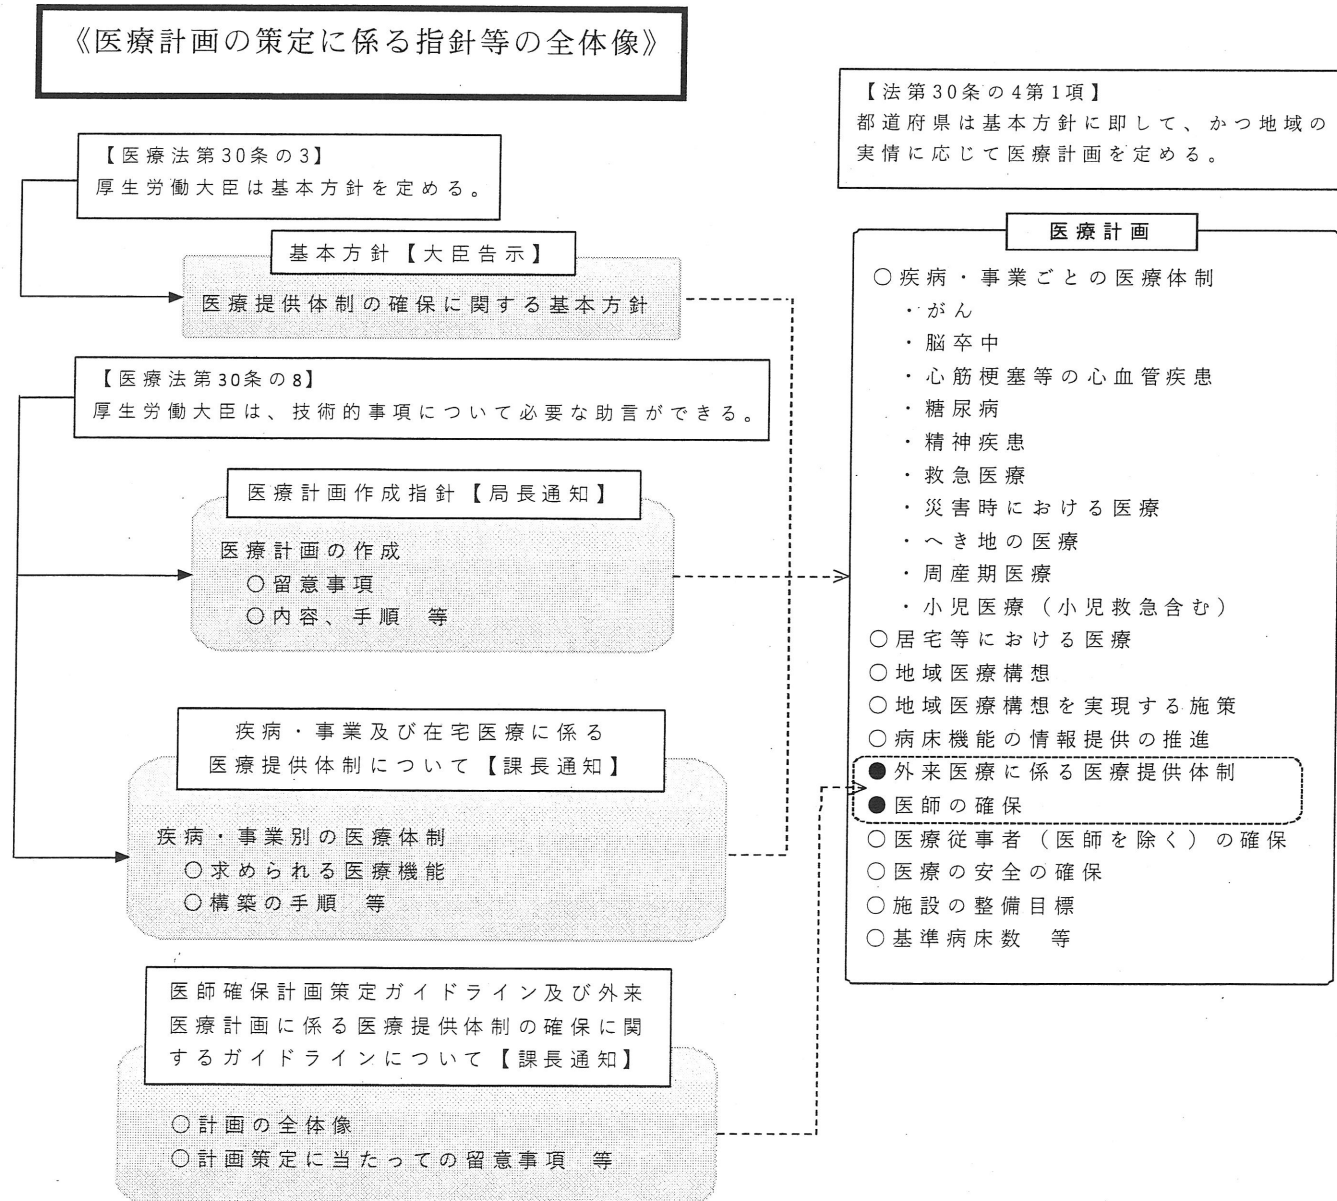 《医療計画の策定に係る指針等の全体像》
【医療法第30条の3】
厚生労働大臣は基本方針を定める。
基本方針【大臣告示】
医療提供体制の確保に関する基本方針
【医療法第30条の8】
厚生労働大臣は、技術的事項について必要な助言ができる。
医療計画作成指針【局長通知】
医療計画の作成
○留意事項
○内容、手順 等
疾病・事業及び在宅医療に係る
医療提供体制について【課長通知】
疾病・事業別の医療体制
○求められる医療機能
○構築の手順 等
医師確保計画策定ガイドライン及び外来
医療計画に係る医療提供体制の確保に関
するガイドラインについて【課長通知】
○計画の全体像
○計画策定に当たっての留意事項 等
【法第30条の4第1項】
都道府県は基本方針に即して、かつ地域の
実情に応じて医療計画を定める。
医療計画
○疾病・事業ごとの医療体制
・がん
・脳卒中
・心筋梗塞等の心血管疾患
・糖尿病
・精神疾患
・救急医療
・災害時における医療
・へき地の医療
・周産期医療
・小児医療（小児救急含む）
○居宅等における医療
○地域医療構想
○地域医療構想を実現する施策
○病床機能の情報提供の推進
●外来医療に係る医療提供体制
●医師の確保
○医療従事者（医師を除く）の確保
○医療の安全の確保
○施設の整備目標
○基準病床数 等